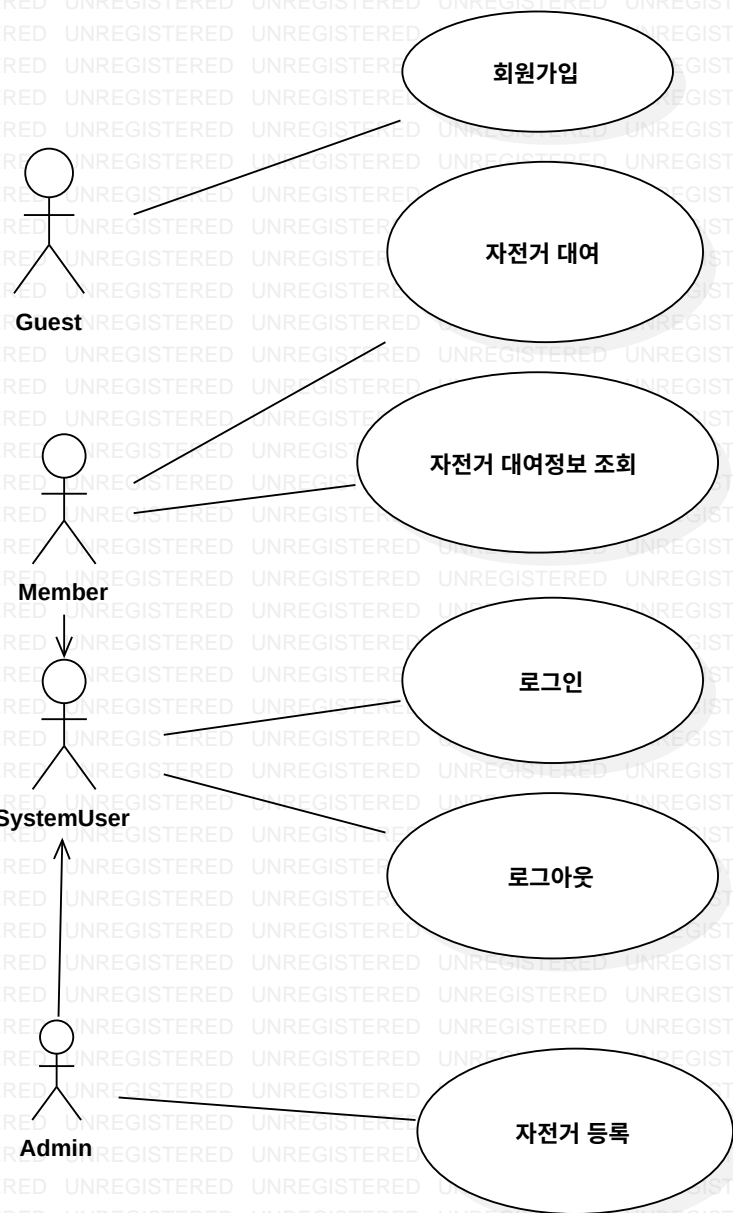 회원가입
자전거 대여
Guest
자전거 대여정보 조회
Member
로그인
SystemUser
로그아웃
자전거 등록
Admin